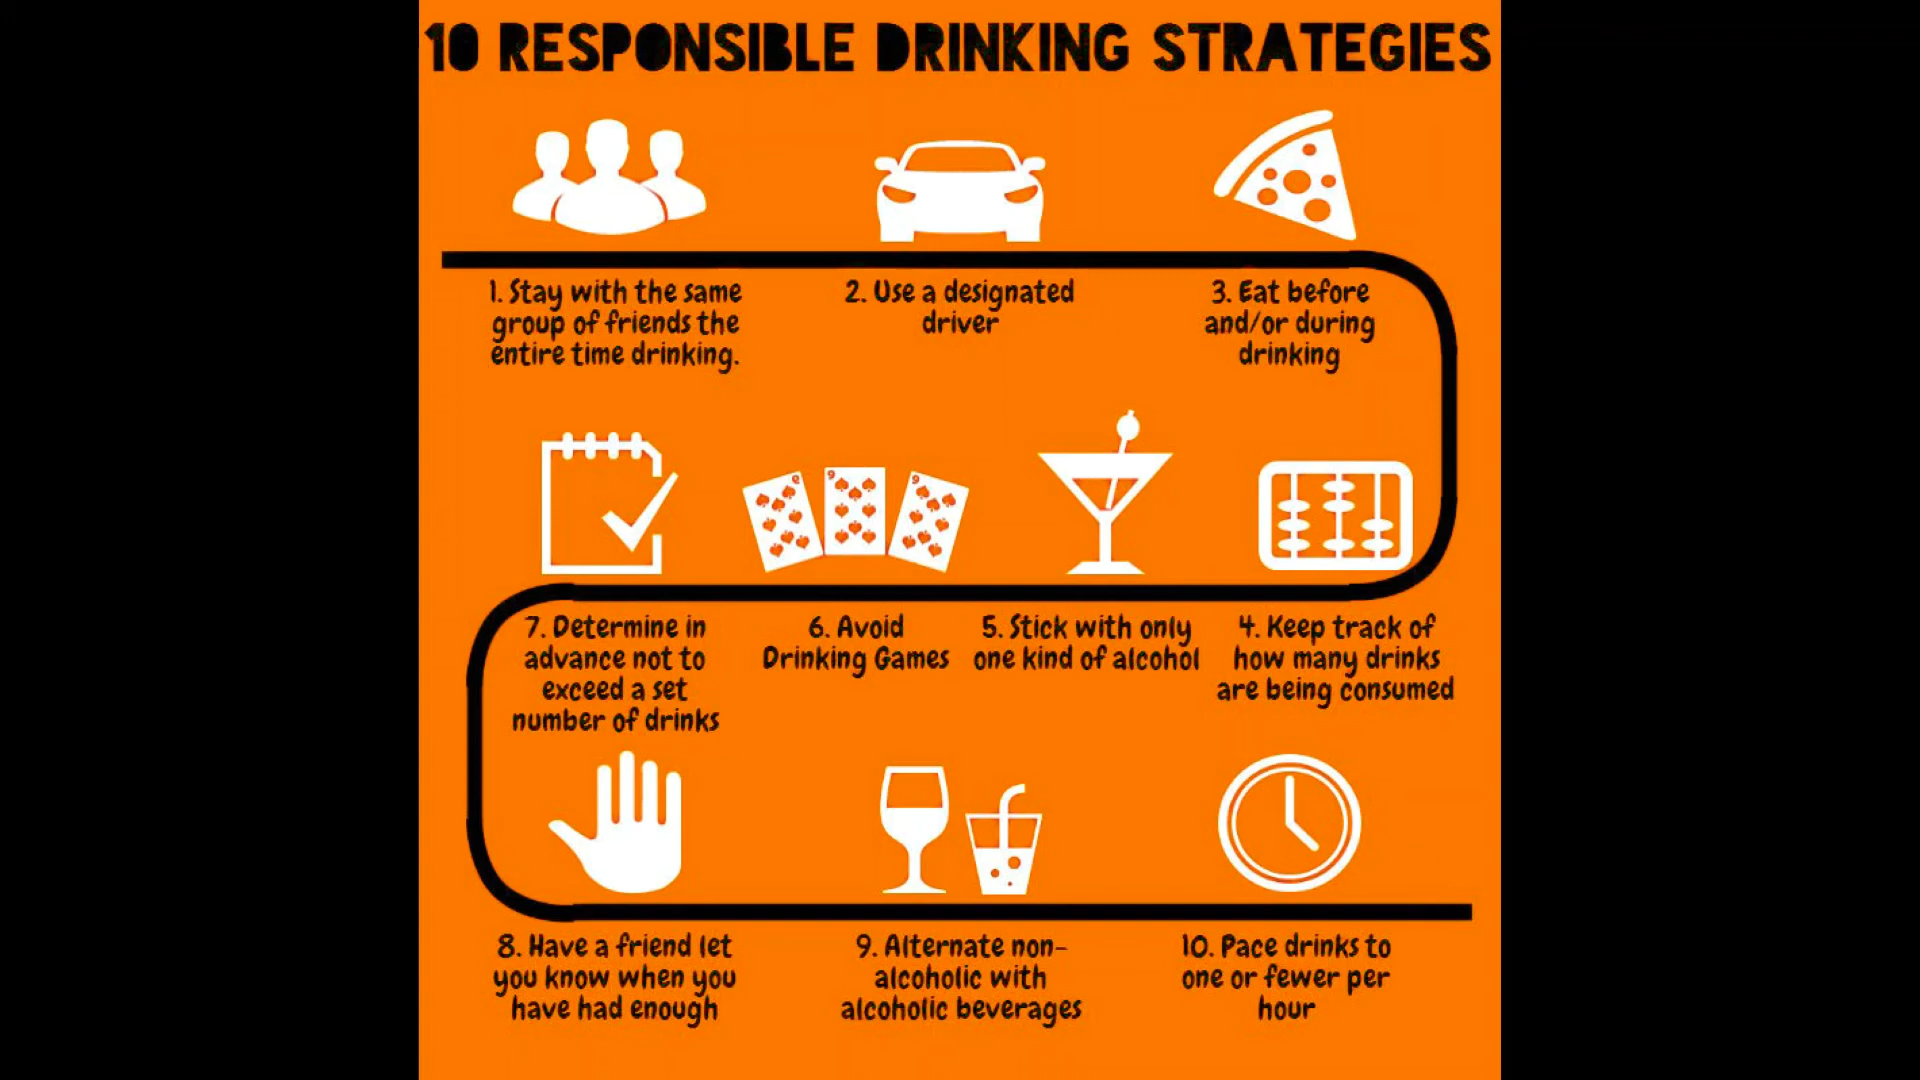 10 RESPONSIBLE DRINKING STRATEGIES
1. Stay with the same
group of friends the
entire time drinking.
2. Use a designated
driver
3. Eat before
and/or during
drinking
4. Keep track of
how many drinks
are being consumed
5. Stick with only
one kind of alcohol
6. Avoid
Drinking Games
7. Determine in
advance not to
exceed a set
number of drinks
8. Have a friend let
you know when you
have had enough
9. Alternate non-
alcoholic with
alcoholic beverages
10. Pace drinks to
one or fewer per
hour